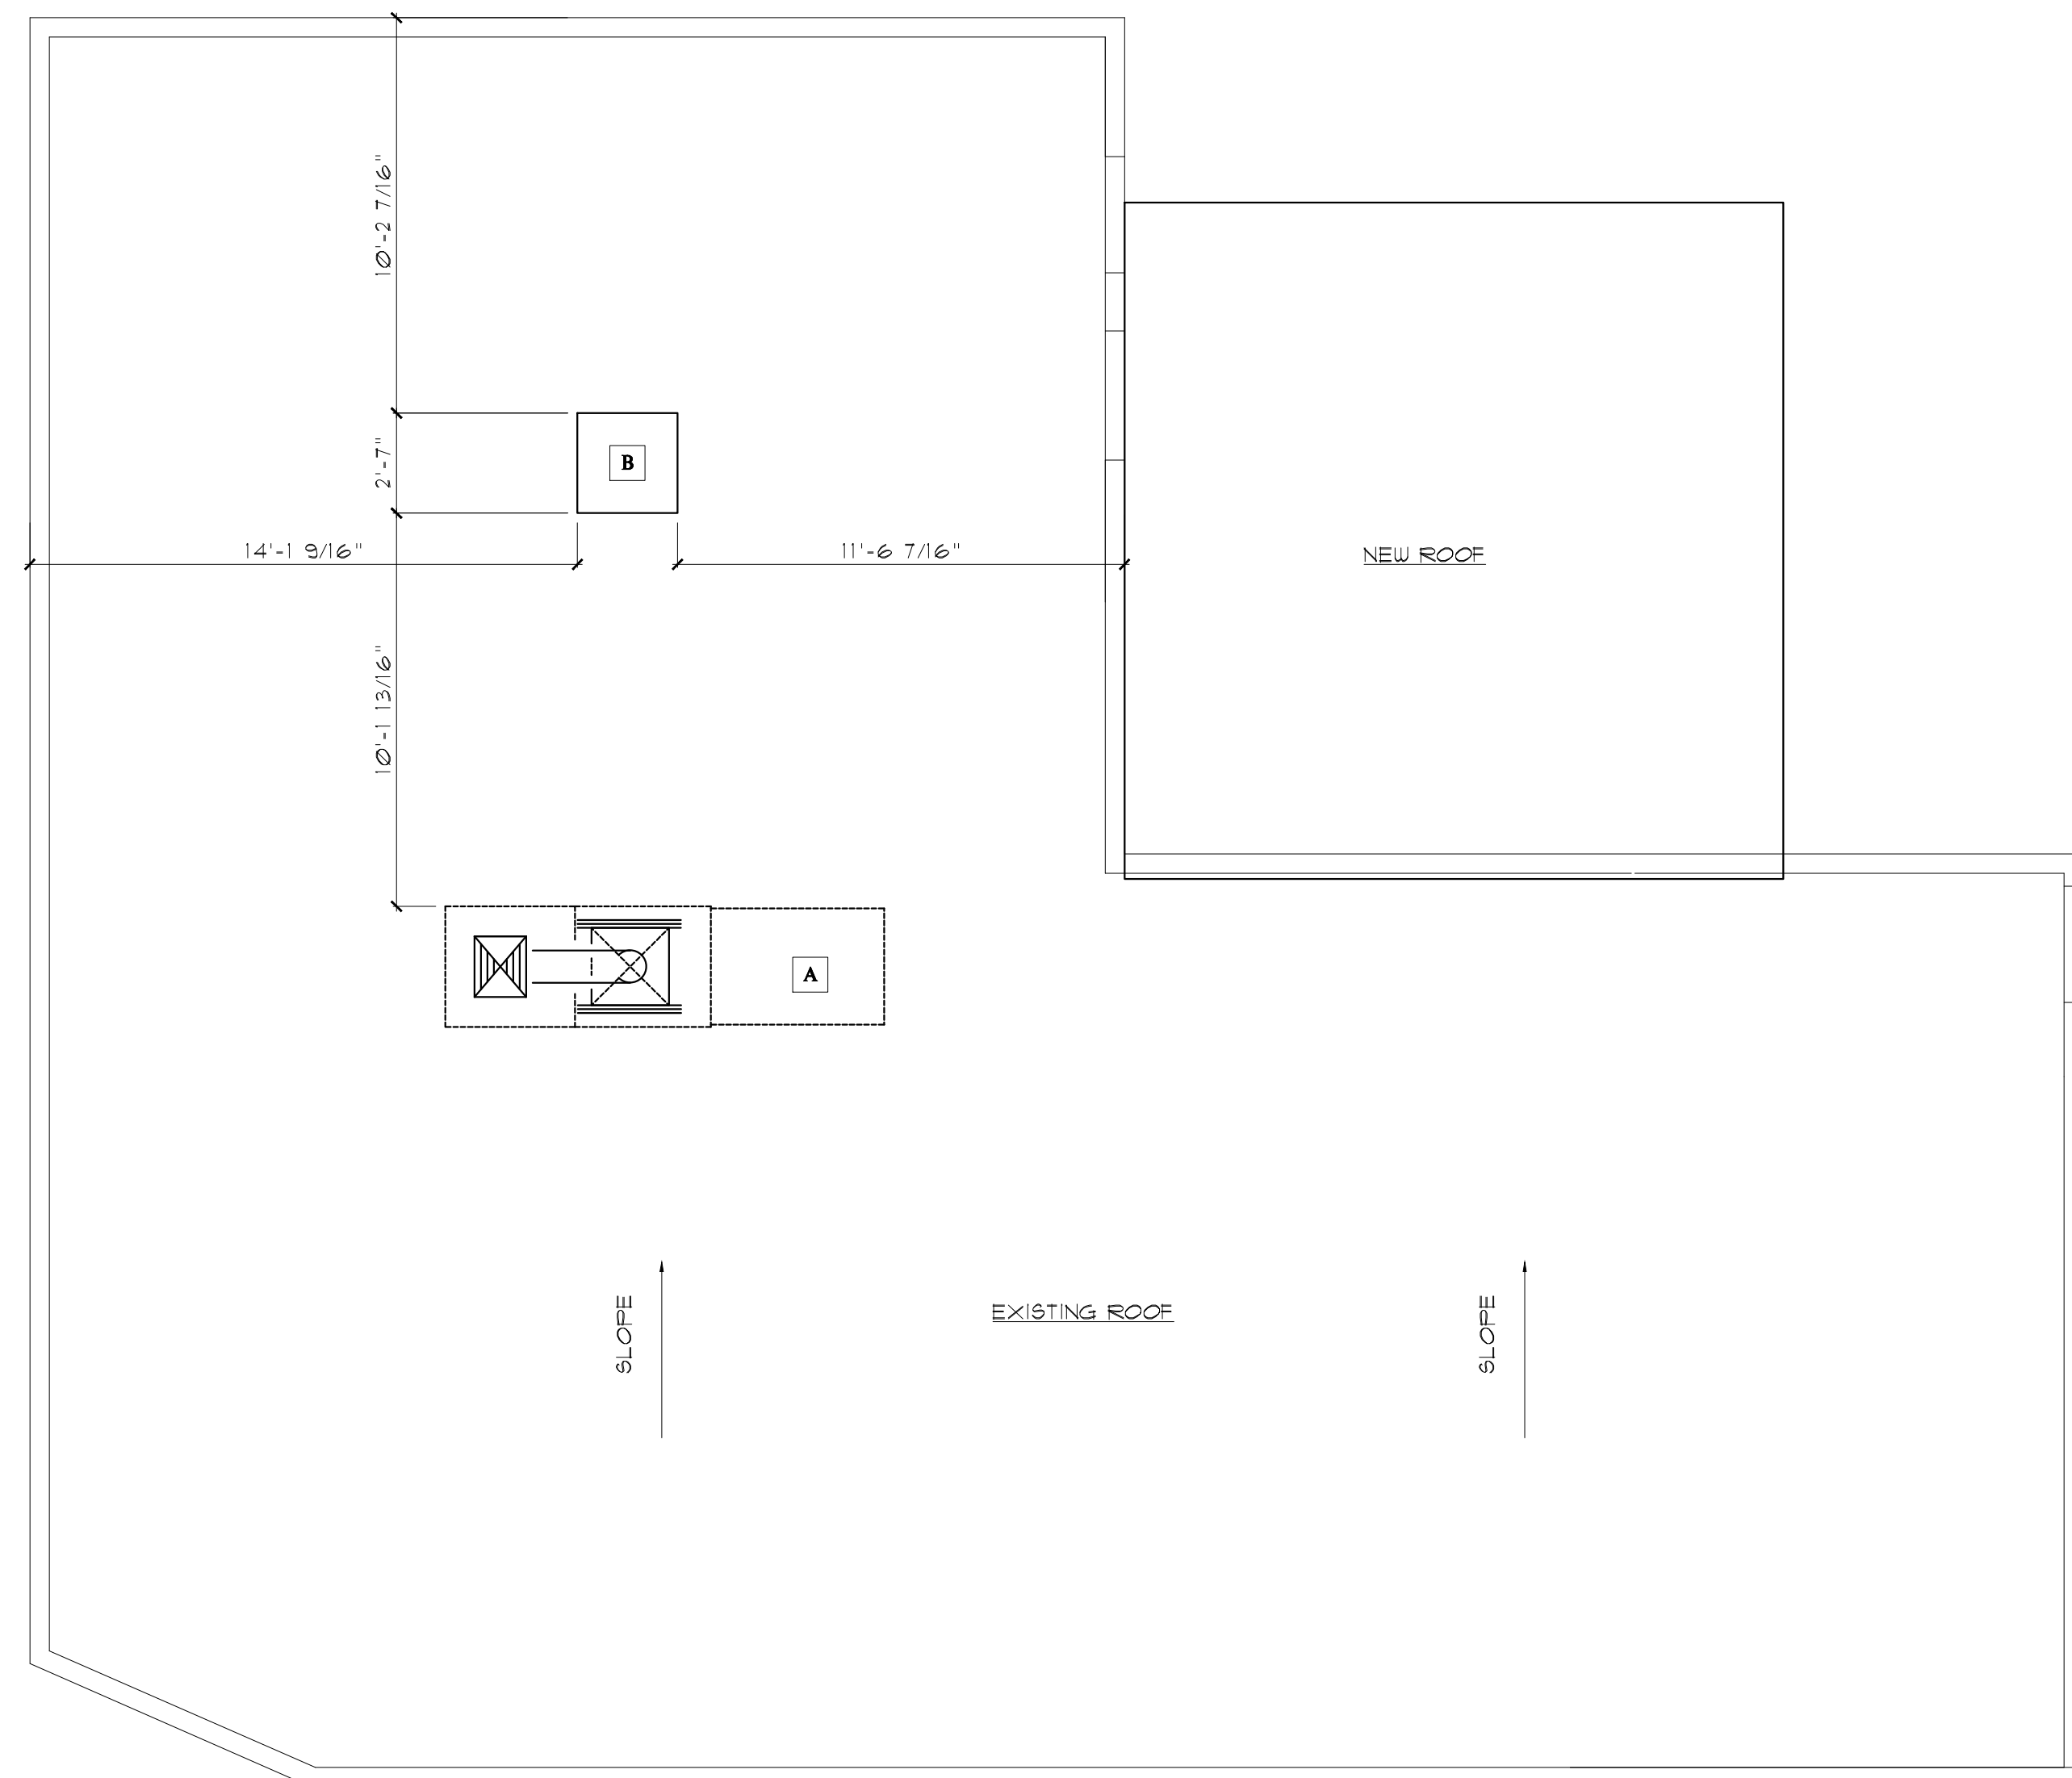 10'-2 7/16"
2'-7"
B
14'-1 9/16"
11'-6 7/16"
NEW ROOF
10'-1 13/16"
A
SLOPE
EXISTING ROOF
SLOPE